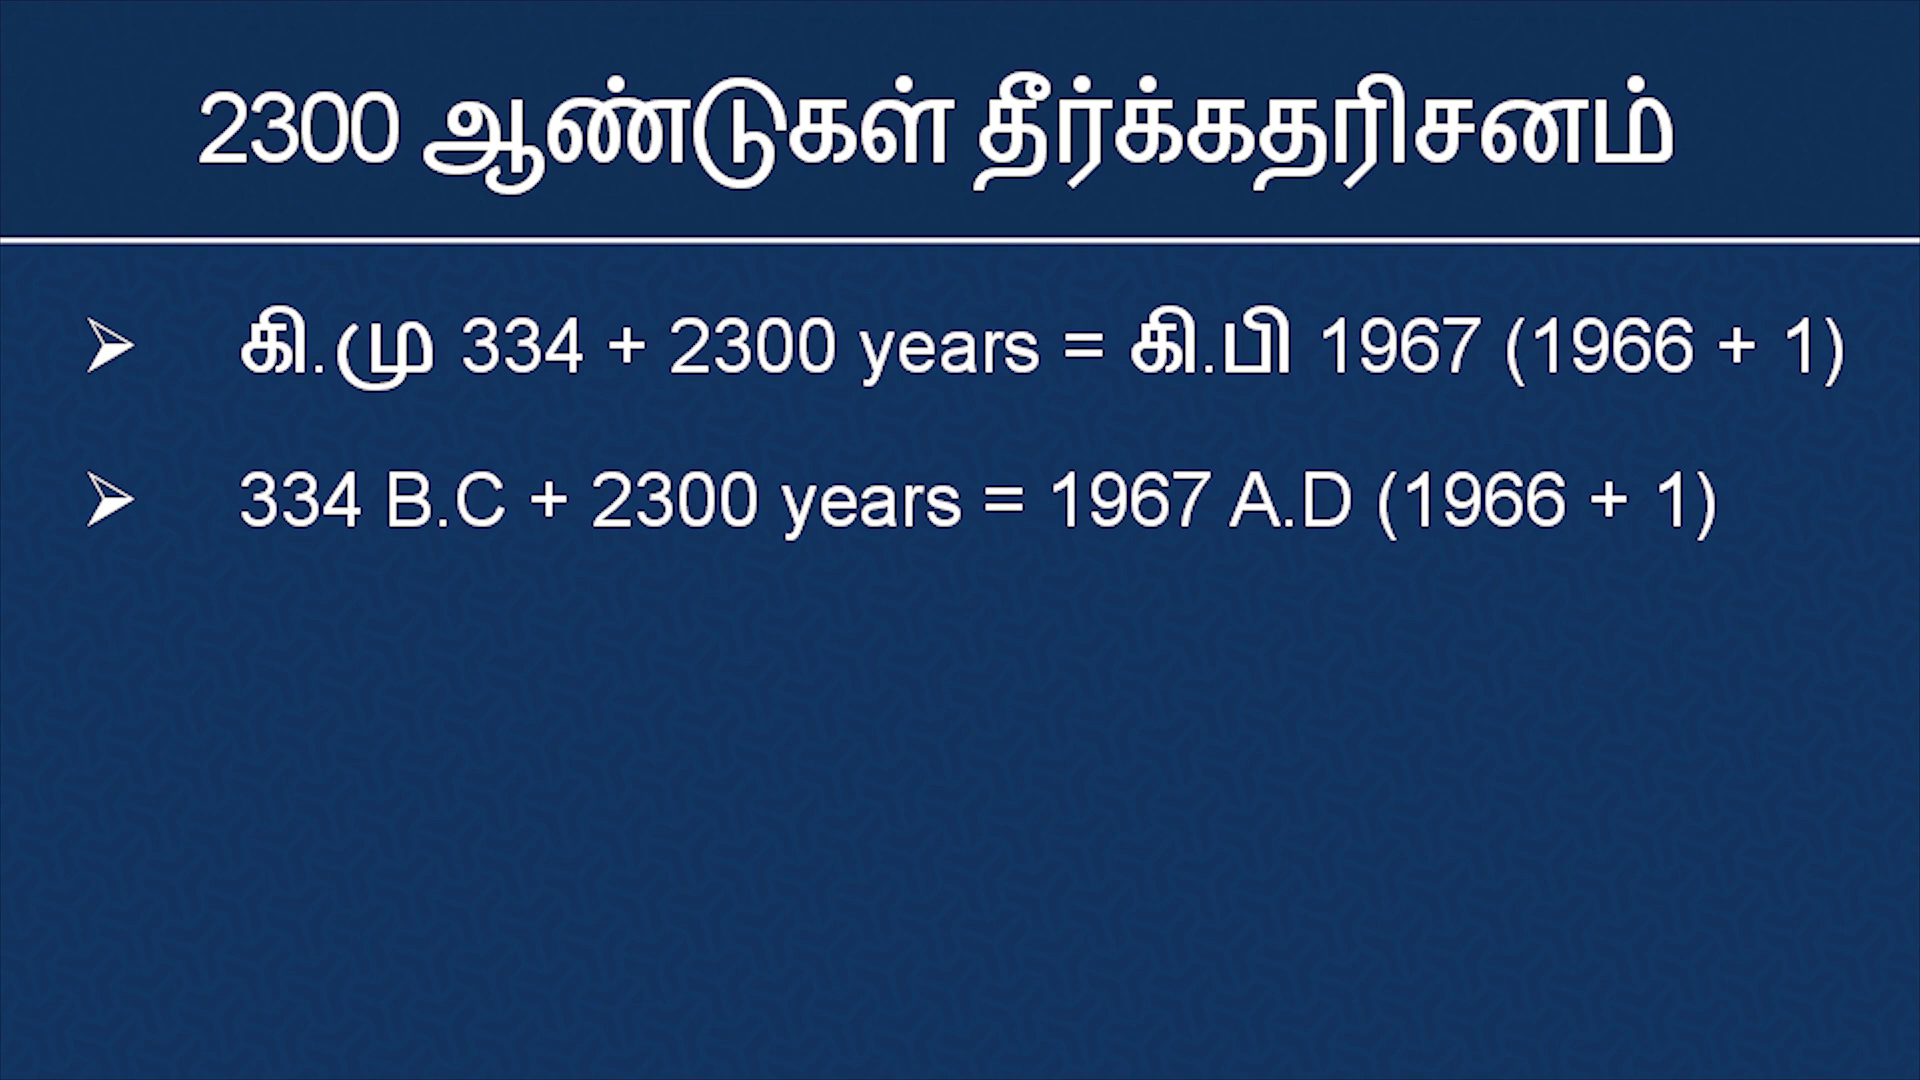 2300 ஆண்டுகள் தீர்க்கதரிசனம்
➢ கி.மு 334 + 2300 years = கி.பி 1967 (1966 + 1)
➢ 334 B.C + 2300 years = 1967 A.D (1966 + 1)